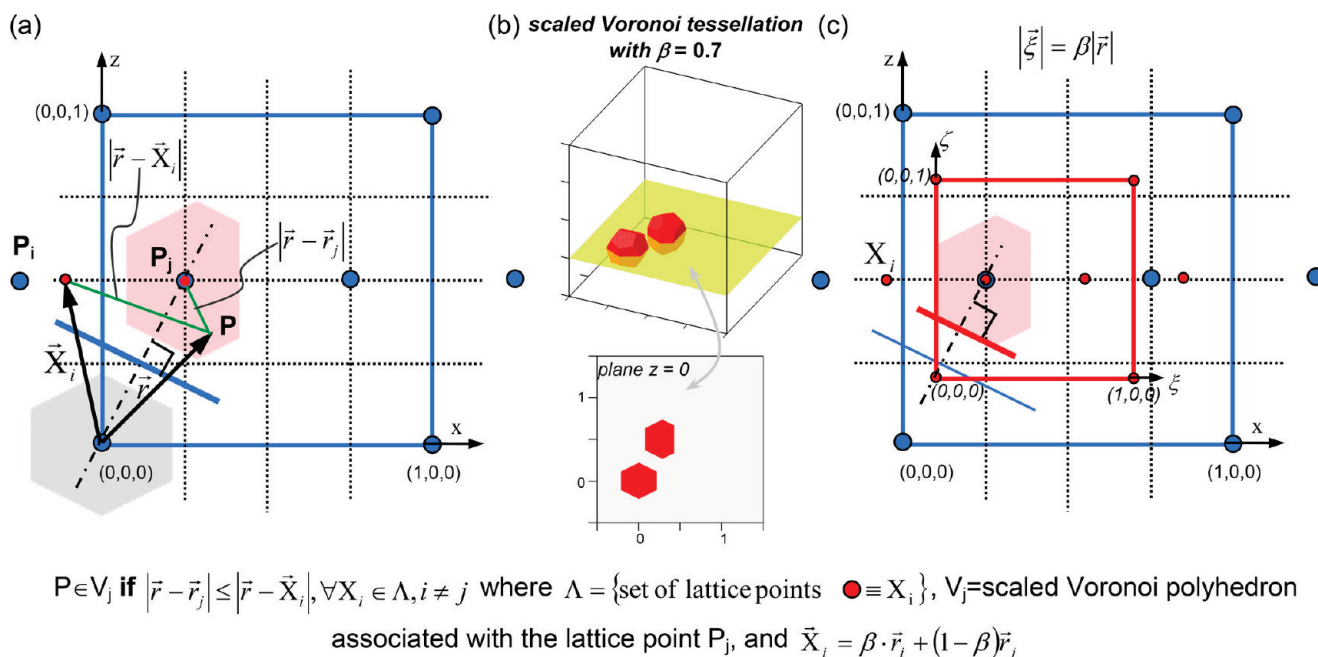 (a)
z
(0,0,1)
|r⃗ − X⃗ᵢ|
Pᵢ
Pⱼ
|r⃗ − r⃗ⱼ|
P
X⃗ᵢ
r⃗
x
(0,0,0)
(1,0,0)
(b) scaled Voronoi tessellation
with β = 0.7
plane z = 0
1
0
0
1
(c)
|ξ⃗| = β|r⃗|
z
(0,0,1)
ζ
(0,0,1)
Xᵢ
(0,0,0)
(1,0,0)
ξ
x
(0,0,0)
(1,0,0)
P∈Vⱼ if |r⃗ − r⃗ⱼ| ≤ |r⃗ − X⃗ᵢ|, ∀Xᵢ ∈ Λ, i ≠ j where Λ = {set of lattice points ≡ Xᵢ}, Vⱼ=scaled Voronoi polyhedron
associated with the lattice point Pⱼ, and X⃗ⱼ = β · r⃗ᵢ + (1 − β)r⃗ⱼ